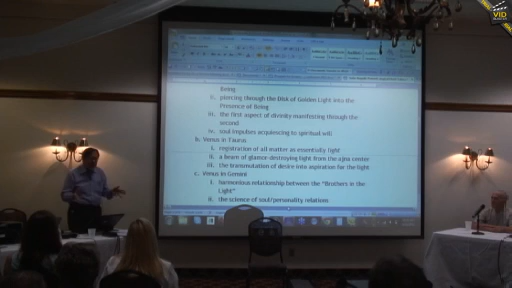 VID
Being
ii. piercing through the Disk of Golden Light into the
Presence of Being
iii. the first aspect of divinity manifesting through the
second
iv. soul impulses acquiescing to spiritual will
b. Venus in Taurus
i. registration of all matter as essentially light
ii. a beam of glamor-destroying light from the ajna center
iii. the transmutation of desire into aspiration for the light
c. Venus in Gemini
i. harmonious relationship between the "Brothers in the
Light"
ii. the science of soul/personality relations